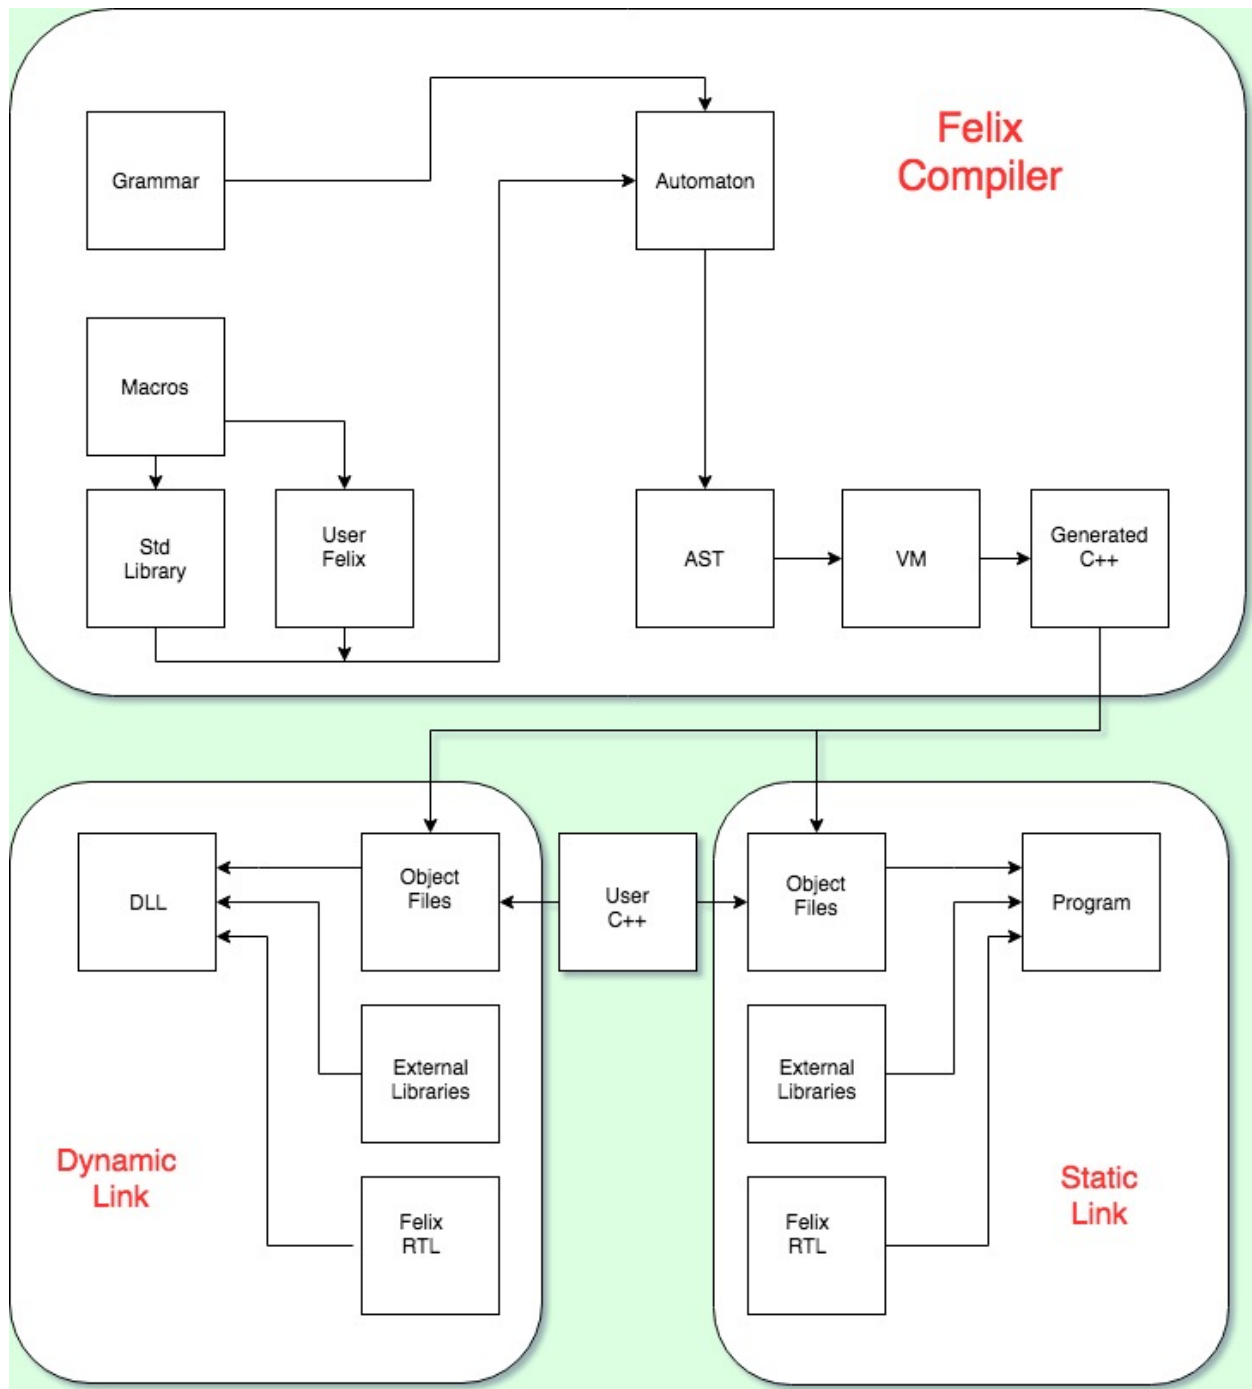 Felix
Compiler
Grammar
Automaton
Macros
Std
Library
User
Felix
AST
VM
Generated
C++
DLL
Object
Files
User
C++
Object
Files
Program
External
Libraries
External
Libraries
Dynamic
Link
Static
Link
Felix
RTL
Felix
RTL